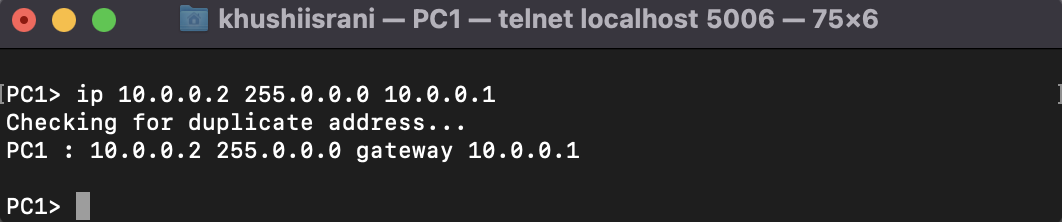 khushiisrani — PC1 — telnet localhost 5006 — 75×6
[PC1> ip 10.0.0.2 255.0.0.0 10.0.0.1 ]
Checking for duplicate address...
PC1 : 10.0.0.2 255.0.0.0 gateway 10.0.0.1
PC1>